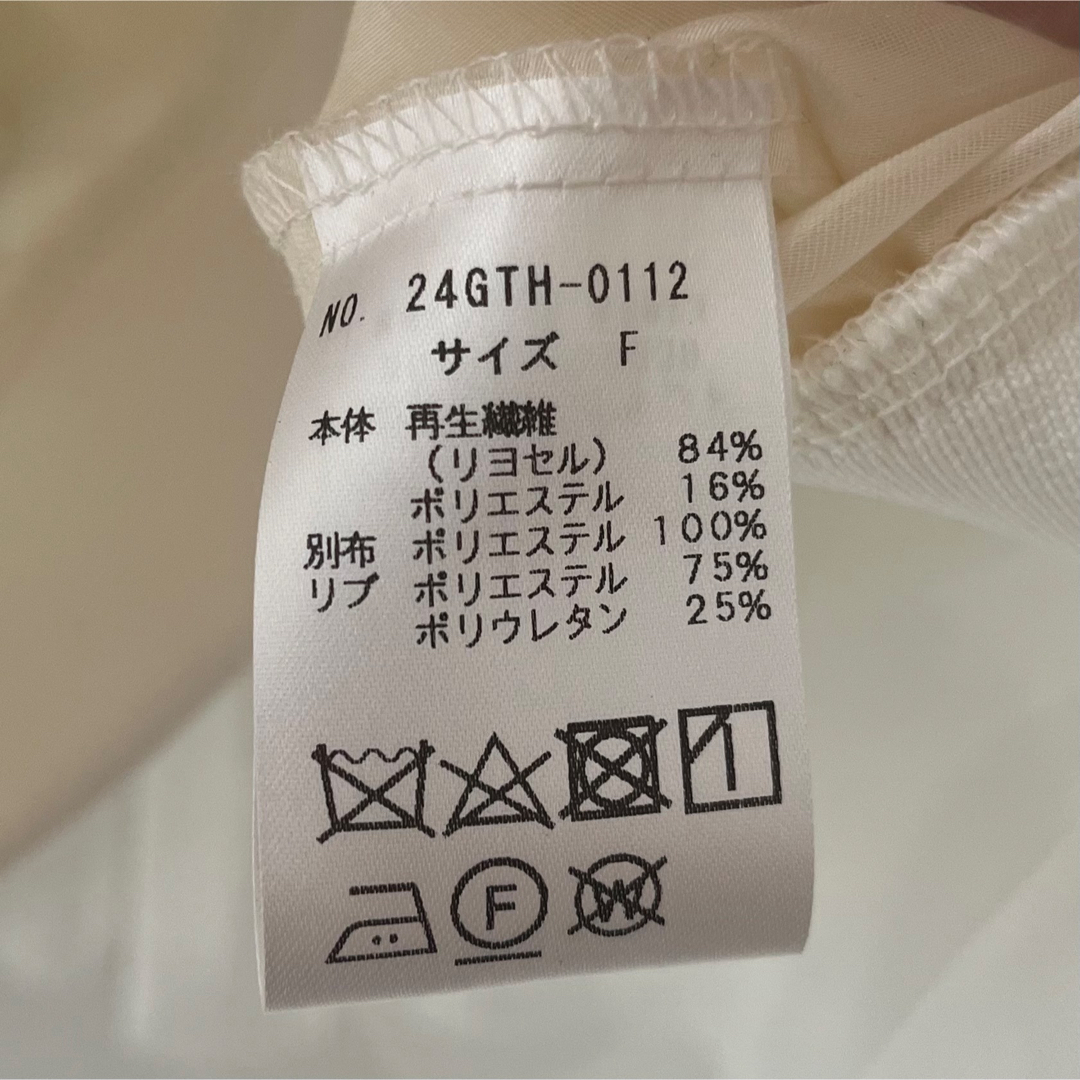 NO. 24GTH-0112
サイズ F
本体 再生繊維
(リヨセル) 84%
ポリエステル 16%
別布 ポリエステル 100%
リブ ポリエステル 75%
ポリウレタン 25%
F W